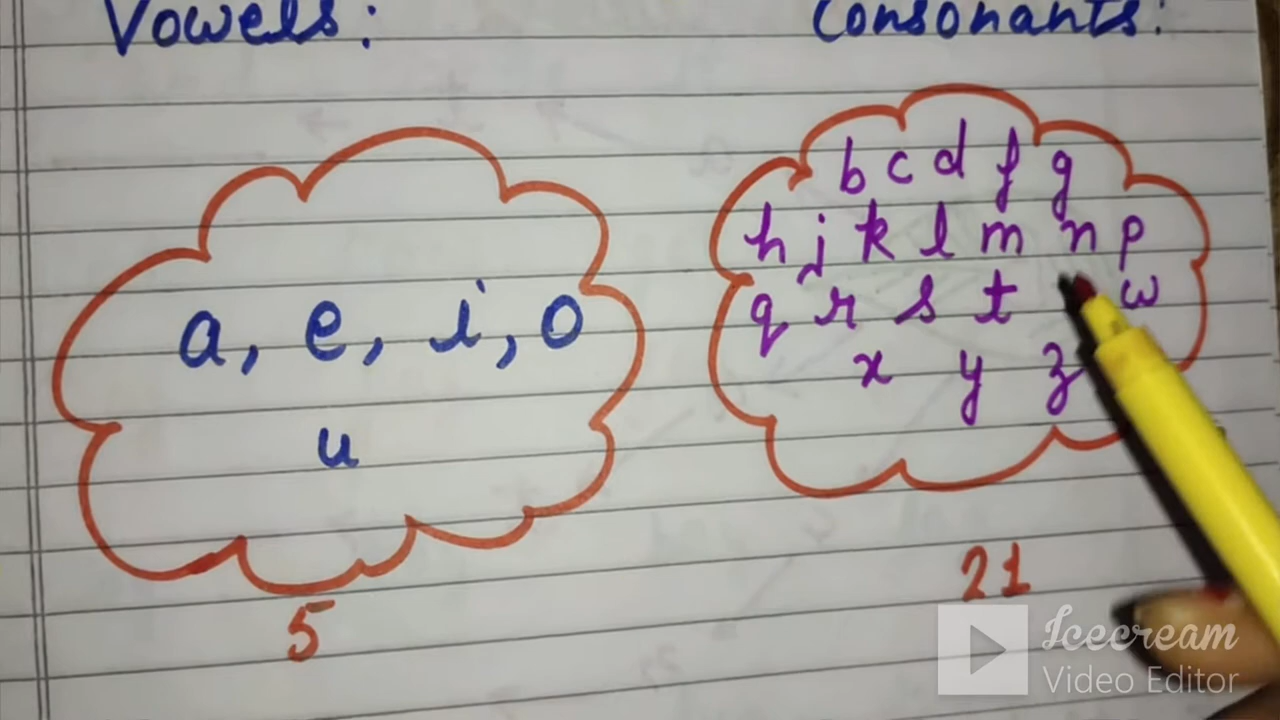 Vowels:
Consonants:
b c d f g
h j k l m n p
q r s t w
x y z
a, e, i, o
u
5
21
Icecream
Video Editor